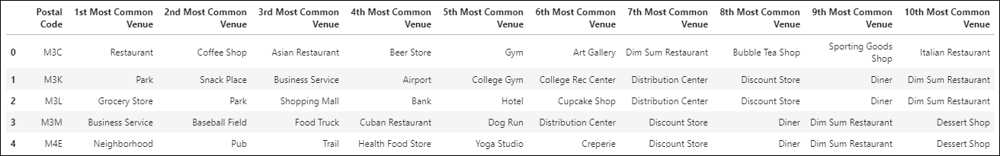 Postal Code 1st Most Common Venue 2nd Most Common Venue 3rd Most Common Venue 4th Most Common Venue 5th Most Common Venue 6th Most Common Venue 7th Most Common Venue 8th Most Common Venue 9th Most Common Venue 10th Most Common Venue
0 M3C Restaurant Coffee Shop Asian Restaurant Beer Store Gym Art Gallery Dim Sum Restaurant Bubble Tea Shop Sporting Goods Shop Italian Restaurant
1 M3K Park Snack Place Business Service Airport College Gym College Rec Center Distribution Center Discount Store Diner Dim Sum Restaurant
2 M3L Grocery Store Park Shopping Mall Bank Hotel Cupcake Shop Distribution Center Discount Store Diner Dim Sum Restaurant
3 M3M Business Service Baseball Field Food Truck Cuban Restaurant Dog Run Distribution Center Discount Store Diner Dim Sum Restaurant Dessert Shop
4 M4E Neighborhood Pub Trail Health Food Store Yoga Studio Creperie Discount Store Diner Dim Sum Restaurant Dessert Shop